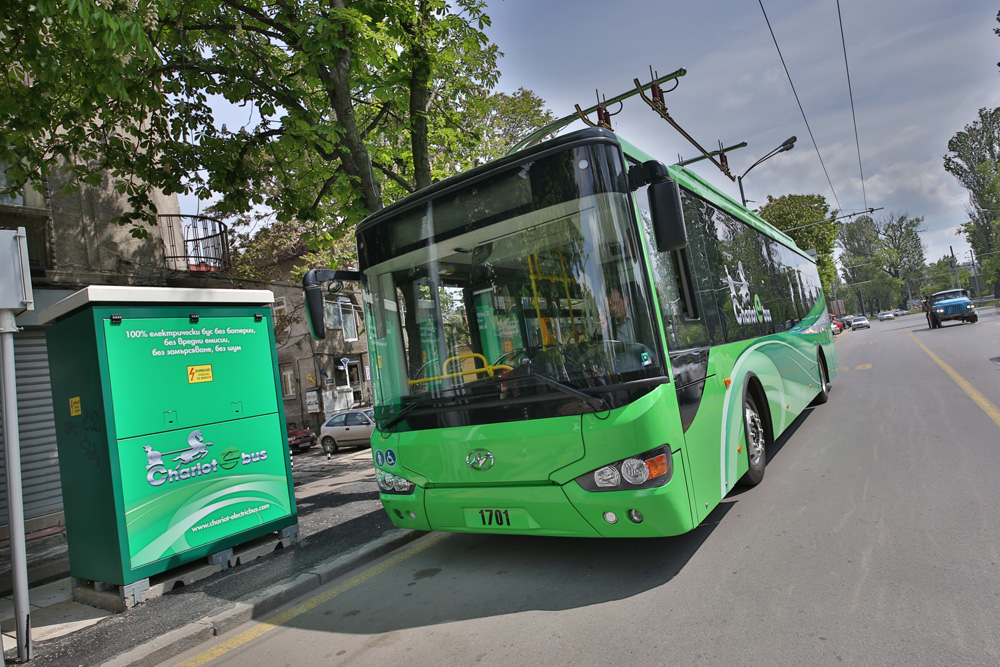 100% електрически бус без батерии,
без вредни емисии,
без замърсяване, без шум
ВНИМАНИЕ
Chariot e bus
www.chariot-electricbus.com
1701
Chariot